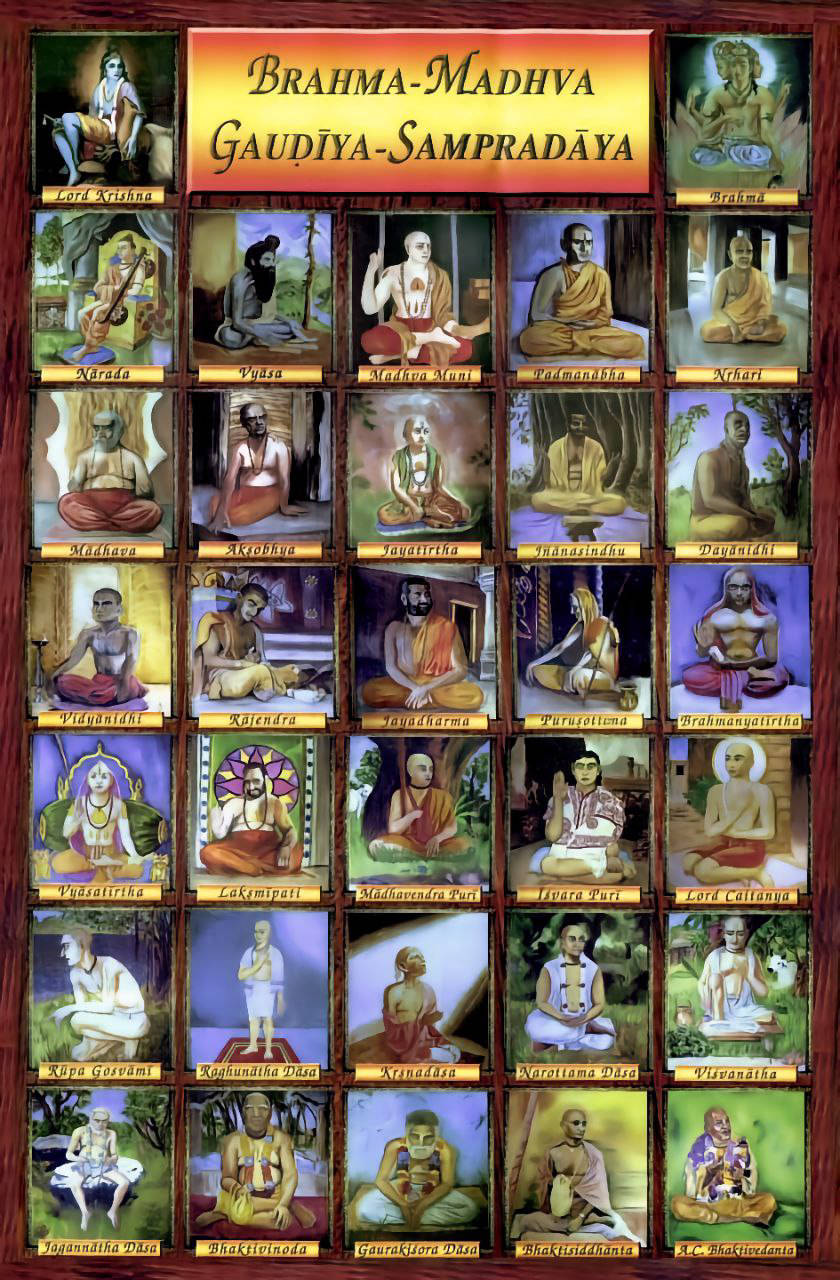 BRAHMA-MADHVA
GAUḌĪYA-SAMPRADĀYA
Lord Krishna
Brahmā
Nārada
Vyāsa
Madhva Muni
Padmanābha
Nrhari
Mādhava
Akṣobhya
Jayatīrtha
Jñānasindhu
Dayānidhi
Vidyānidhi
Rājendra
Jayadharma
Puruṣottama
Brahmanyatīrtha
Vyāsatīrtha
Lakṣmīpati
Mādhavendra Purī
Īśvara Purī
Lord Caitanya
Rūpa Gosvāmī
Raghunātha Dāsa
Kṛṣṇadāsa
Narottama Dāsa
Viśvanātha
Jagannātha Dāsa
Bhaktivinoda
Gaurakiśora Dāsa
Bhaktisiddhānta
A.C. Bhaktivedanta